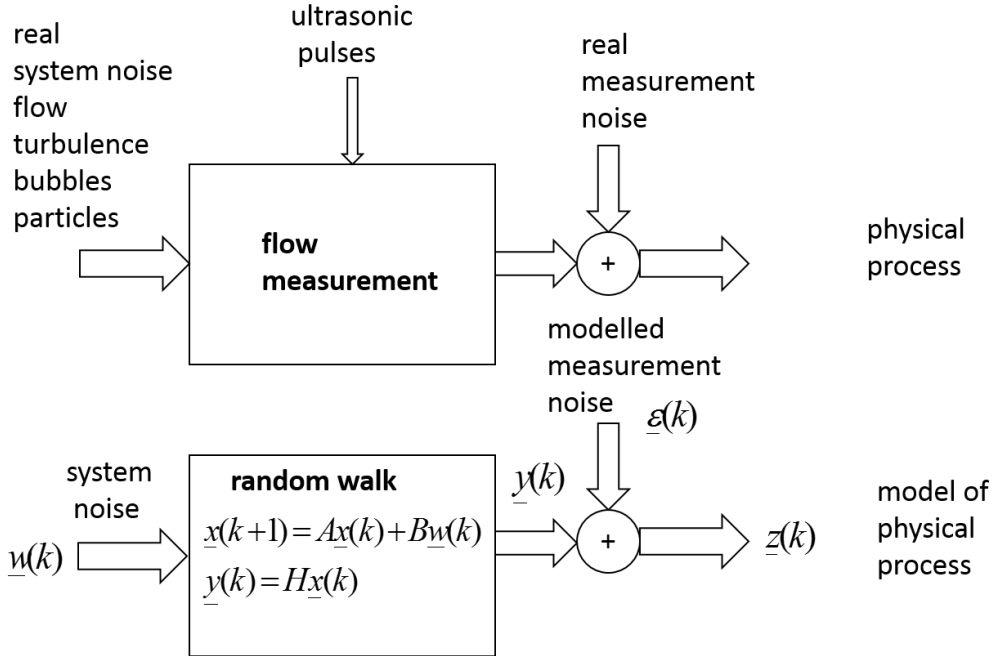 real
system noise
flow
turbulence
bubbles
particles
ultrasonic
pulses
real
measurement
noise
flow
measurement
+
physical
process
modelled
measurement
noise
ε(k)
system
noise
w(k)
random walk
x(k+1)=Ax(k)+Bw(k)
y(k)=Hx(k)
y(k)
+
z(k)
model of
physical
process